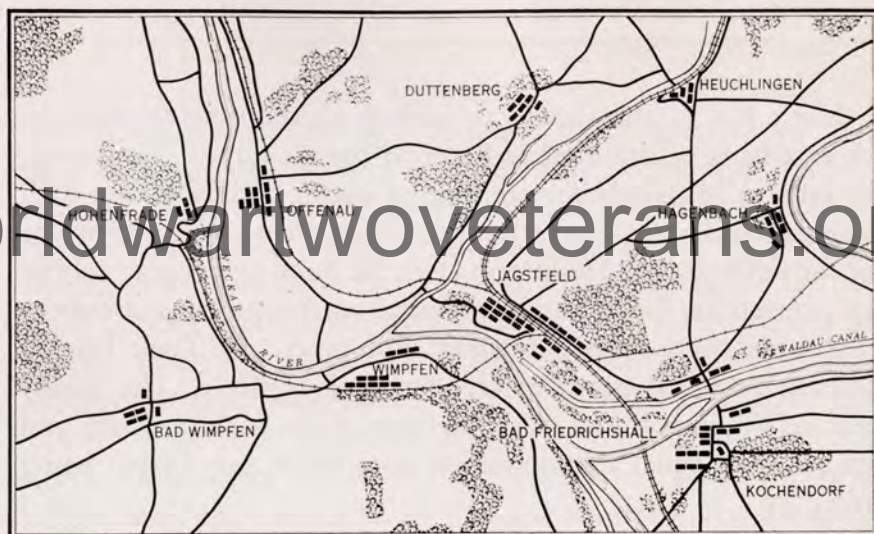 DUTTENBERG
HEUCHLINGEN
HOHENFRADE
OFFENAU
HAGENBACH
worldwartwoveterans.org
NECKAR
JAGSTFELD
RIVER
WIMPFEN
WALDAU CANAL
BAD WIMPFEN
BAD FRIEDRICHSHALL
KOCHENDORF